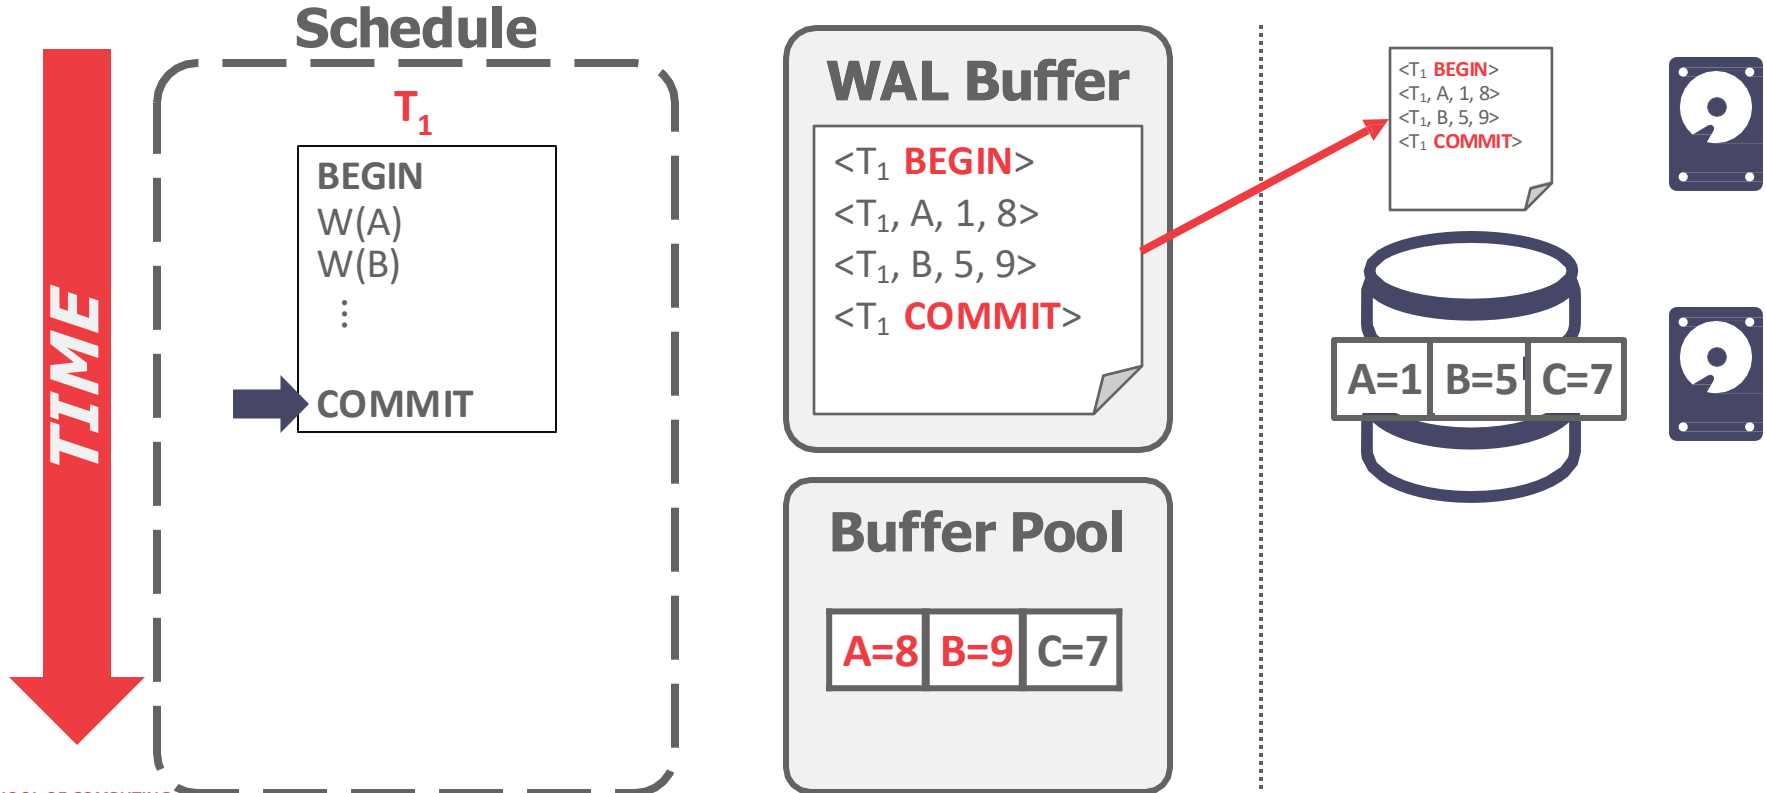 Schedule
TIME
T1
BEGIN
W(A)
W(B)
⋮
COMMIT
WAL Buffer
<T1 BEGIN>
<T1, A, 1, 8>
<T1, B, 5, 9>
<T1 COMMIT>
Buffer Pool
A=8 B=9 C=7
<T1 BEGIN>
<T1, A, 1, 8>
<T1, B, 5, 9>
<T1 COMMIT>
A=1 B=5 C=7